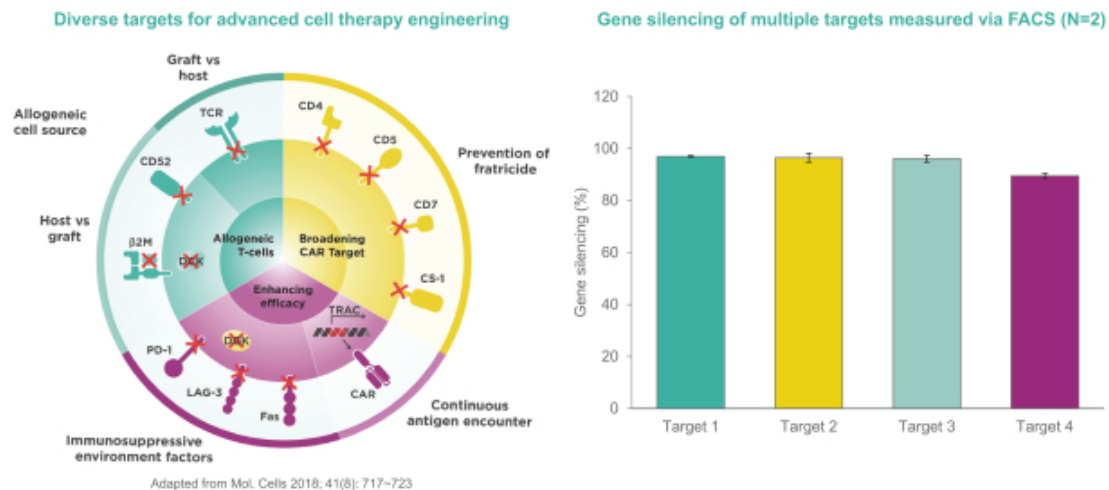 Diverse targets for advanced cell therapy engineering
Graft vs
host
Allogeneic
cell source
Host vs
graft
TCR
CD52
β2M
DGK
Allogeneic
T-cells
CD4
CD5
CD7
CS-1
Broadening
CAR Target
Prevention of
fratricide
Enhancing
efficacy
TRAC
DGK
PD-1
LAG-3
Fas
CAR
Continuous
antigen encounter
Immunosuppressive
environment factors
Adapted from Mol. Cells 2018; 41(8): 717~723
Gene silencing of multiple targets measured via FACS (N=2)
Gene silencing (%)
120
100
80
60
40
20
0
Target 1
Target 2
Target 3
Target 4